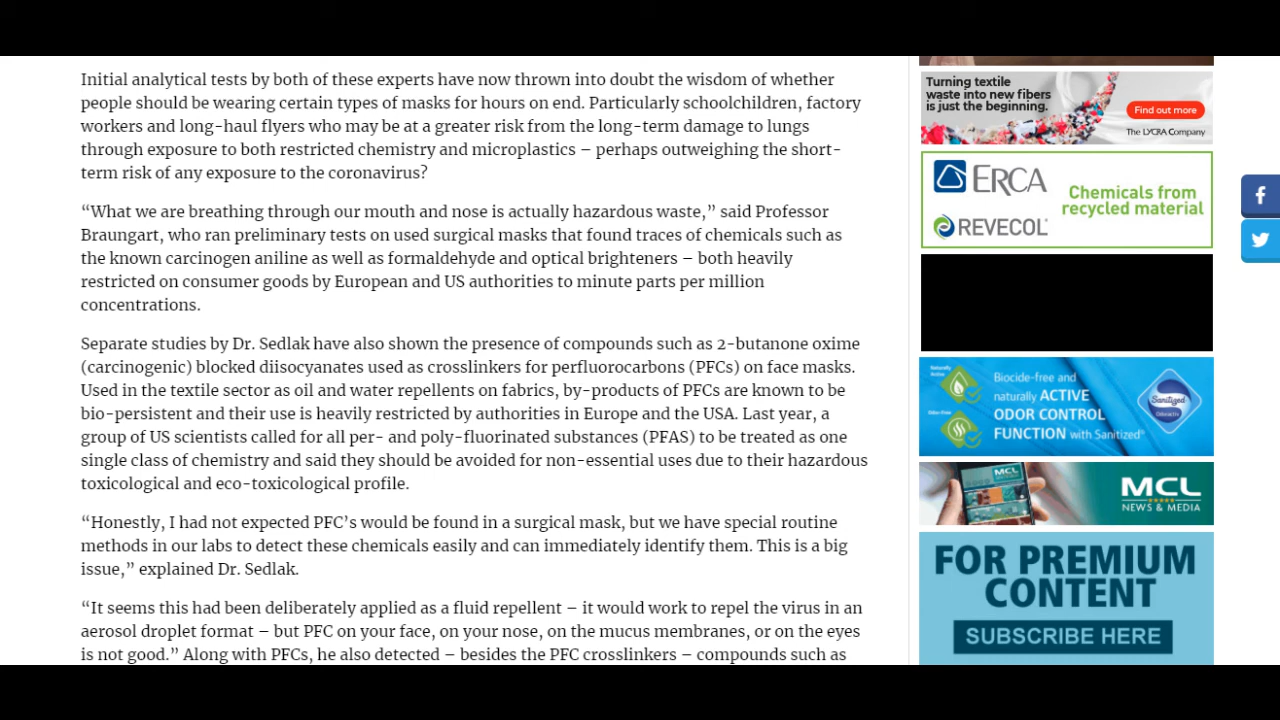 Initial analytical tests by both of these experts have now thrown into doubt the wisdom of whether
people should be wearing certain types of masks for hours on end. Particularly schoolchildren, factory
workers and long-haul flyers who may be at a greater risk from the long-term damage to lungs
through exposure to both restricted chemistry and microplastics – perhaps outweighing the short-
term risk of any exposure to the coronavirus?
“What we are breathing through our mouth and nose is actually hazardous waste,” said Professor
Braungart, who ran preliminary tests on used surgical masks that found traces of chemicals such as
the known carcinogen aniline as well as formaldehyde and optical brighteners – both heavily
restricted on consumer goods by European and US authorities to minute parts per million
concentrations.
Separate studies by Dr. Sedlak have also shown the presence of compounds such as 2-butanone oxime
(carcinogenic) blocked diisocyanates used as crosslinkers for perfluorocarbons (PFCs) on face masks.
Used in the textile sector as oil and water repellents on fabrics, by-products of PFCs are known to be
bio-persistent and their use is heavily restricted by authorities in Europe and the USA. Last year, a
group of US scientists called for all per- and poly-fluorinated substances (PFAS) to be treated as one
single class of chemistry and said they should be avoided for non-essential uses due to their hazardous
toxicological and eco-toxicological profile.
“Honestly, I had not expected PFC’s would be found in a surgical mask, but we have special routine
methods in our labs to detect these chemicals easily and can immediately identify them. This is a big
issue,” explained Dr. Sedlak.
“It seems this had been deliberately applied as a fluid repellent – it would work to repel the virus in an
aerosol droplet format – but PFC on your face, on your nose, on the mucus membranes, or on the eyes
is not good.” Along with PFCs, he also detected – besides the PFC crosslinkers – compounds such as
Turning textile
waste into new fibers
is just the beginning.
Find out more
The LYCRA Company
ERCA
REVECOL
Chemicals from
recycled material
Naturally
Active
Odor-Free
Biocide-free and
naturally ACTIVE
ODOR CONTROL
FUNCTION with Sanitized®
Sanitized
MCL
MCL
NEWS & MEDIA
FOR PREMIUM
CONTENT
SUBSCRIBE HERE